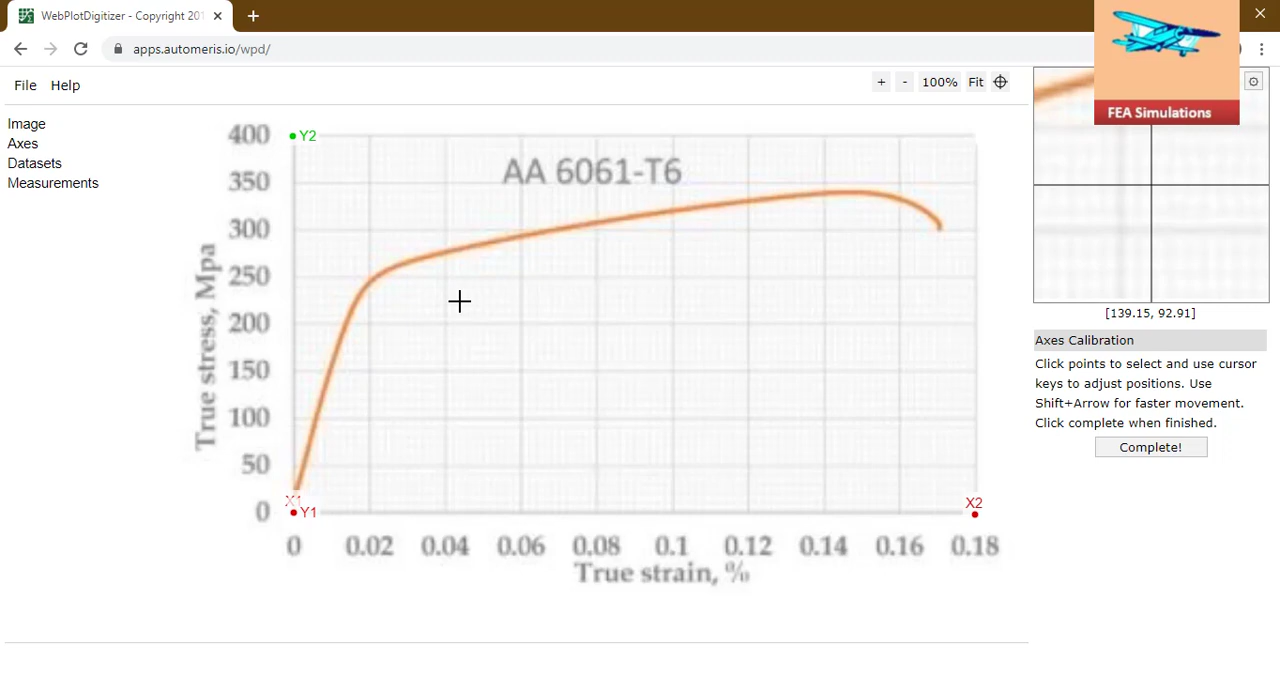 WebPlotDigitizer - Copyright 201
apps.automeris.io/wpd/
FEA Simulations
File Help
+ - 100% Fit
Image
Axes
Datasets
Measurements
[139.15, 92.91]
Axes Calibration
Click points to select and use cursor
keys to adjust positions. Use
Shift+Arrow for faster movement.
Click complete when finished.
Complete!
AA 6061-T6
True stress, Mpa
400
350
300
250
200
150
100
50
0
Y2
X1
Y1
X2
0 0.02 0.04 0.06 0.08 0.1 0.12 0.14 0.16 0.18
True strain, %